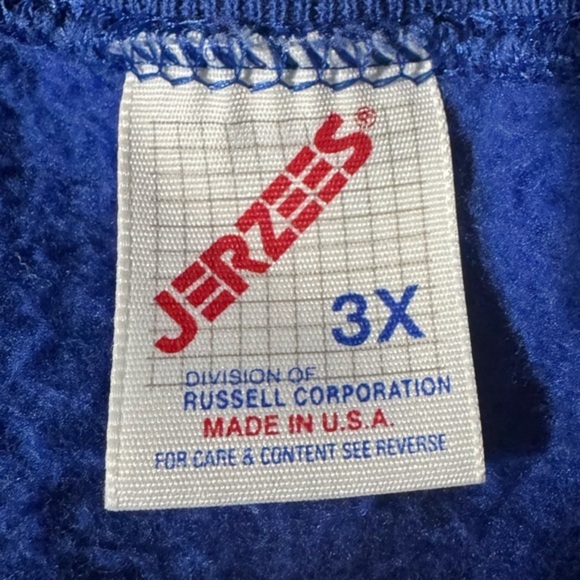 JERZEES®
3X
DIVISION OF
RUSSELL CORPORATION
MADE IN U.S.A.
FOR CARE & CONTENT SEE REVERSE